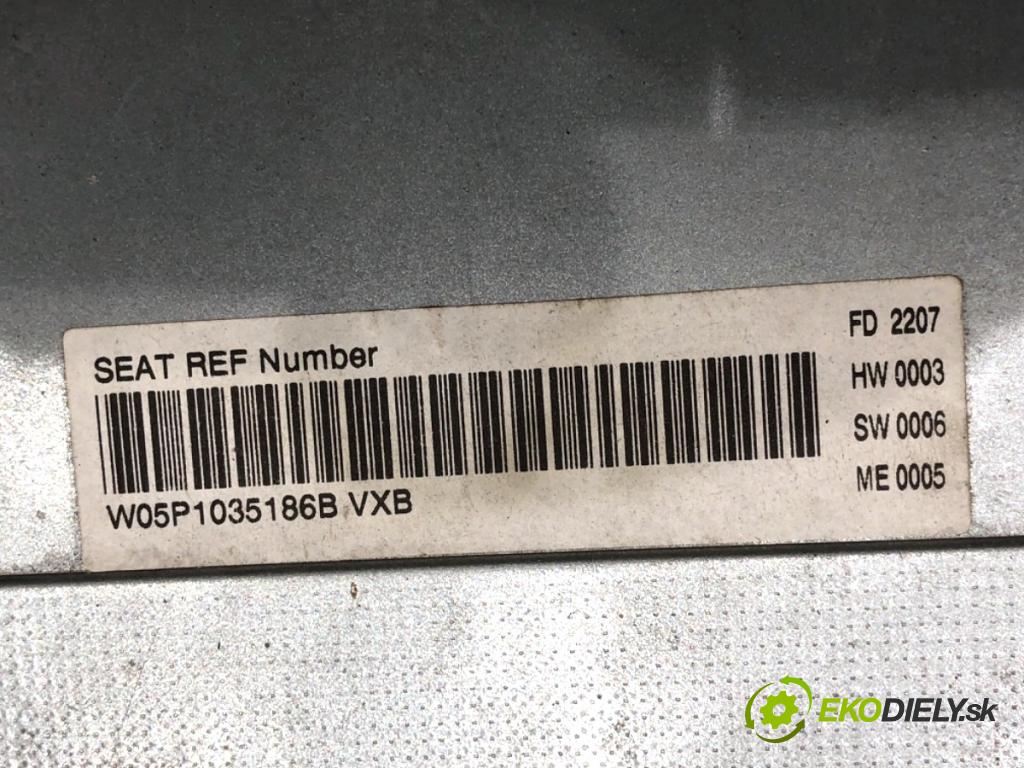 SEAT REF Number
W05P1035186B VXB
FD 2207
HW 0003
SW 0006
ME 0005
EKODIELY.sk